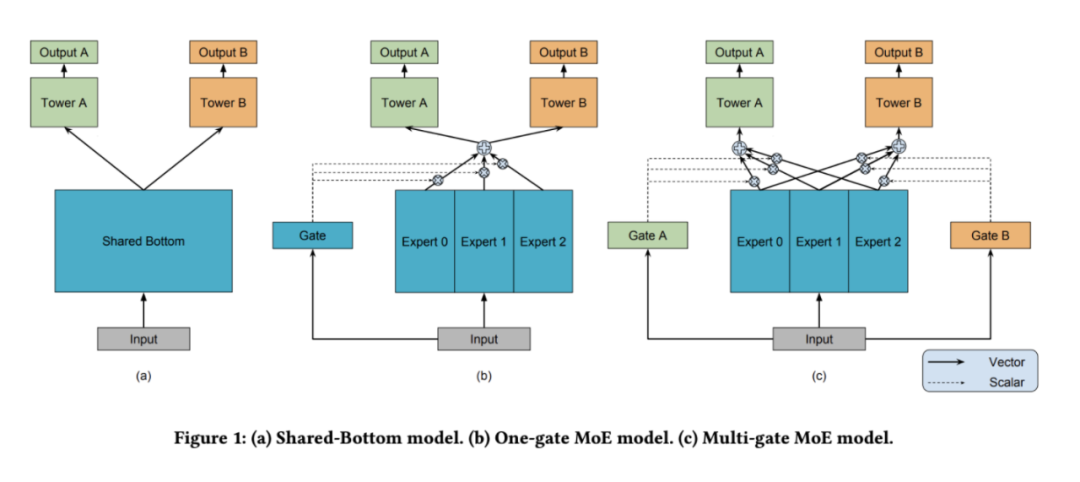 Output A
Output B
Tower A
Tower B
Shared Bottom
Input
(a)
Output A
Output B
Tower A
Tower B
Gate
Expert 0
Expert 1
Expert 2
Input
(b)
Output A
Output B
Tower A
Tower B
Gate A
Expert 0
Expert 1
Expert 2
Gate B
Input
(c)
Vector
Scalar
Figure 1: (a) Shared-Bottom model. (b) One-gate MoE model. (c) Multi-gate MoE model.